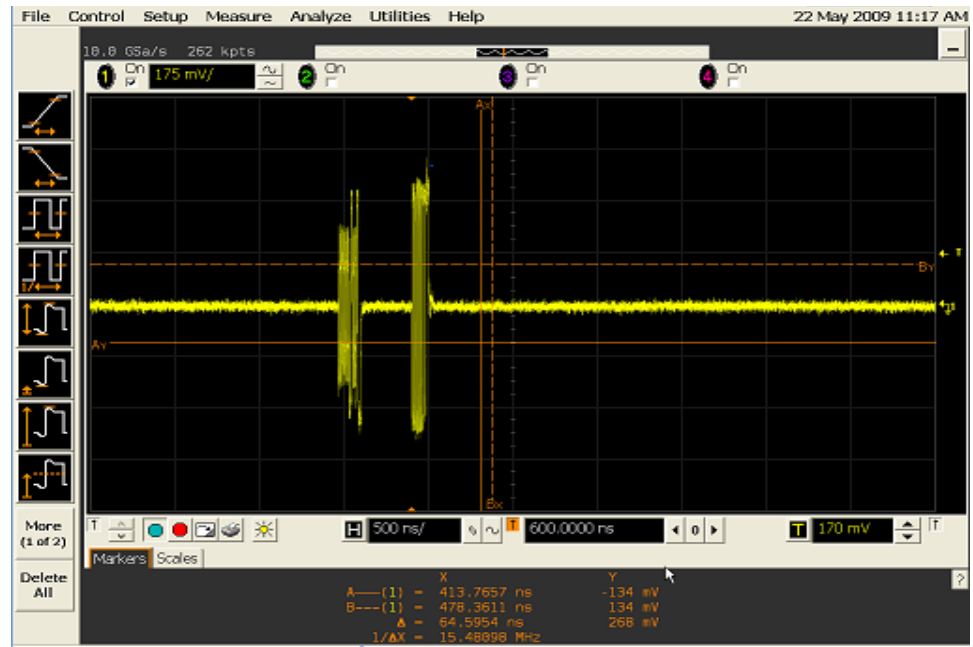 File Control Setup Measure Analyze Utilities Help 22 May 2009 11:17 AM
10.0 GSa/s 262 kpts
1 On 175 mV/ 2 On 3 On 4 On
Ax
T
By
Ay
Bx
More
(1 of 2)
Delete
All
T H 500 ns/ T 600.0000 ns 0 T 170 mV T
Markers Scales
?
X Y
A——(1) = 413.7657 ns -134 mV
B---(1) = 478.3611 ns 134 mV
Δ = 64.5954 ns 268 mV
1/ΔX = 15.48098 MHz